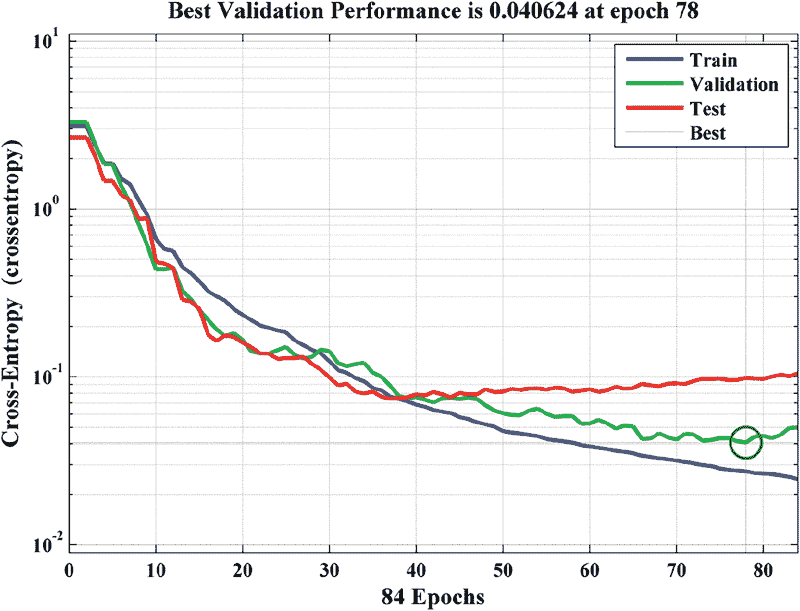 Best Validation Performance is 0.040624 at epoch 78
10^1
10^0
10^-1
10^-2
Cross-Entropy (crossentropy)
Train
Validation
Test
Best
0 10 20 30 40 50 60 70 80
84 Epochs